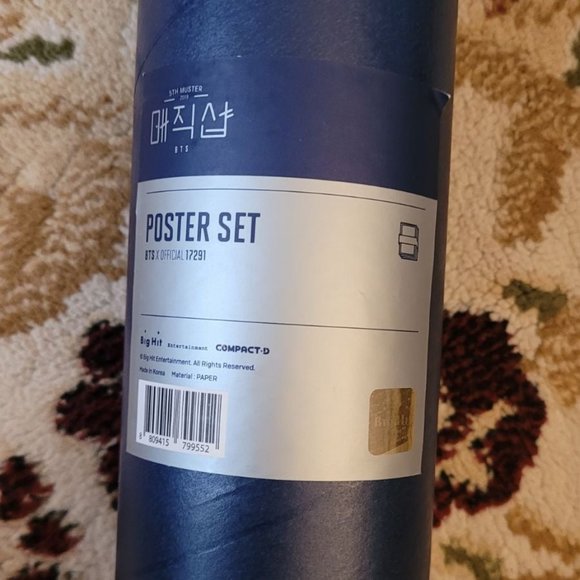 5TH MUSTER
2019
매직샵
BTS
POSTER SET
BTS X OFFICIAL 17291
Big Hit Entertainment COMPACT·D
© Big Hit Entertainment. All Rights Reserved.
Made in Korea Material : PAPER
8 809415 799552
BigHit